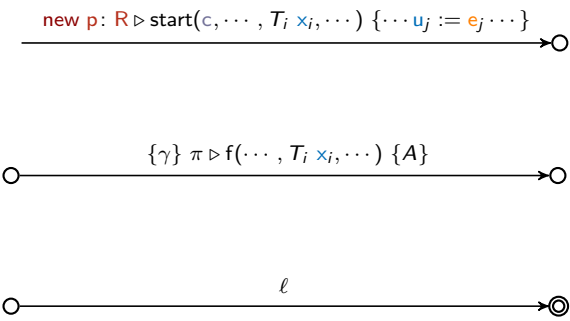 new p: R ▷ start(c, ⋯ , Tᵢ xᵢ, ⋯ ) {⋯ uⱼ := eⱼ ⋯ }
{γ} π ▷ f(⋯ , Tᵢ xᵢ, ⋯ ) {A}
ℓ